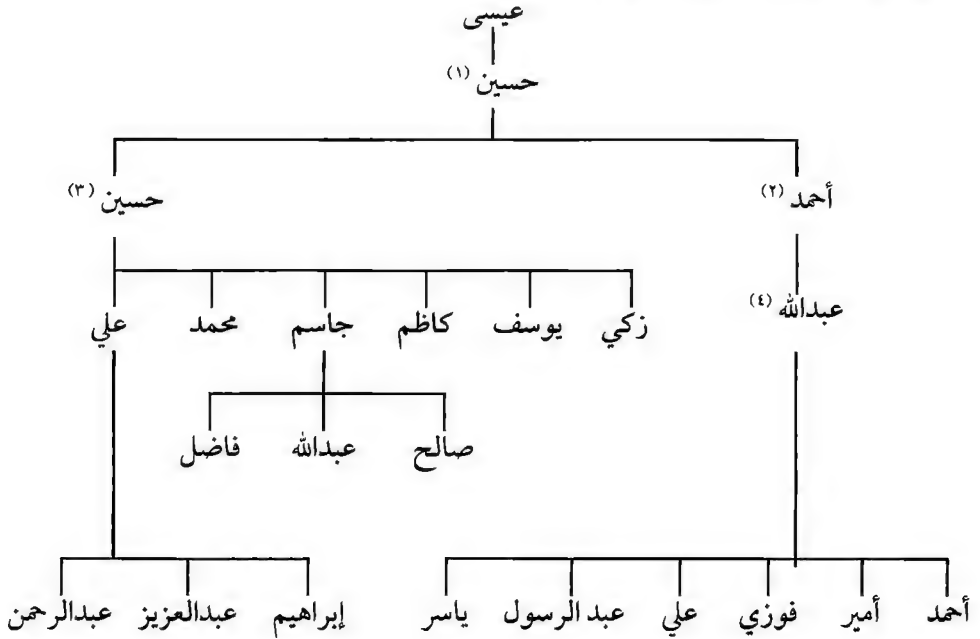 عيسى
حسين (١)
أحمد (٢) حسين (٣)
عبدالله (٤) زكي يوسف كاظم جاسم محمد علي
صالح عبدالله فاضل
أحمد أمير فوزي علي عبد الرسول ياسر إبراهيم عبدالعزيز عبدالرحمن